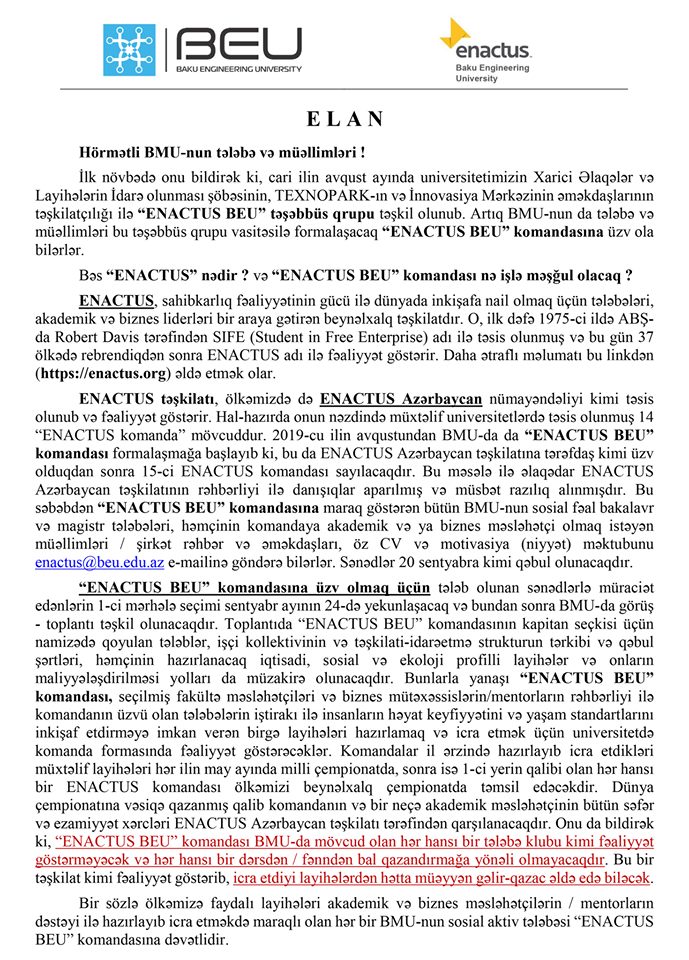 BEU
BAKU ENGINEERING UNIVERSITY
enactus.
Baku Engineering
University
E L A N
Hörmətli BMU-nun tələbə və müəllimləri !
İlk növbədə onu bildirək ki, cari ilin avqust ayında universitetimizin Xarici Əlaqələr və
Layihələrin İdarə olunması şöbəsinin, TEXNOPARK-ın və İnnovasiya Mərkəzinin əməkdaşlarının
təşkilatçılığı ilə “ENACTUS BEU” təşəbbüs qrupu təşkil olunub. Artıq BMU-nun da tələbə və
müəllimləri bu təşəbbüs qrupu vasitəsilə formalaşacaq “ENACTUS BEU” komandasına üzv ola
bilərlər.
Bəs “ENACTUS” nədir ? və “ENACTUS BEU” komandası nə işlə məşğul olacaq ?
ENACTUS, sahibkarlıq fəaliyyətinin gücü ilə dünyada inkişafa nail olmaq üçün tələbələri,
akademik və biznes liderləri bir araya gətirən beynəlxalq təşkilatdır. O, ilk dəfə 1975-ci ildə ABŞ-
da Robert Davis tərəfindən SIFE (Student in Free Enterprise) adı ilə təsis olunmuş və bu gün 37
ölkədə rebrendiqdən sonra ENACTUS adı ilə fəaliyyət göstərir. Daha ətraflı məlumatı bu linkdən
(https://enactus.org) əldə etmək olar.
ENACTUS təşkilatı, ölkəmizdə də ENACTUS Azərbaycan nümayəndəliyi kimi təsis
olunub və fəaliyyət göstərir. Hal-hazırda onun nəzdində müxtəlif universitetlərdə təsis olunmuş 14
“ENACTUS komanda” mövcuddur. 2019-cu ilin avqustundan BMU-da da “ENACTUS BEU”
komandası formalaşmağa başlayıb ki, bu da ENACTUS Azərbaycan təşkilatına tərəfdaş kimi üzv
olduqdan sonra 15-ci ENACTUS komandası sayılacaqdır. Bu məsələ ilə əlaqədar ENACTUS
Azərbaycan təşkilatının rəhbərliyi ilə danışıqlar aparılmış və müsbət razılıq alınmışdır. Bu
səbəbdən “ENACTUS BEU” komandasına maraq göstərən bütün BMU-nun sosial fəal bakalavr
və magistr tələbələri, həmçinin komandaya akademik və ya biznes məsləhətçi olmaq istəyən
müəllimləri / şirkət rəhbər və əməkdaşları, öz CV və motivasiya (niyyət) məktubunu
enactus@beu.edu.az e-mailinə göndərə bilərlər. Sənədlər 20 sentyabra kimi qəbul olunacaqdır.
“ENACTUS BEU” komandasına üzv olmaq üçün tələb olunan sənədlərlə müraciət
edənlərin 1-ci mərhələ seçimi sentyabr ayının 24-də yekunlaşacaq və bundan sonra BMU-da görüş
- toplantı təşkil olunacaqdır. Toplantıda “ENACTUS BEU” komandasının kapitan seçkisi üçün
namizədə qoyulan tələblər, işçi kollektivinin və təşkilati-idarəetmə strukturun tərkibi və qəbul
şərtləri, həmçinin hazırlanacaq iqtisadi, sosial və ekoloji profilli layihələr və onların
maliyyələşdirilməsi yolları da müzakirə olunacaqdır. Bunlarla yanaşı “ENACTUS BEU”
komandası, seçilmiş fakültə məsləhətçiləri və biznes mütəxəssislərin/mentorların rəhbərliyi ilə
komandanın üzvü olan tələbələrin iştirakı ilə insanların həyat keyfiyyətini və yaşam standartlarını
inkişaf etdirməyə imkan verən birgə layihələri hazırlamaq və icra etmək üçün universitetdə
komanda formasında fəaliyyət göstərəcəklər. Komandalar il ərzində hazırlayıb icra etdikləri
müxtəlif layihələri hər ilin may ayında milli çempionatda, sonra isə 1-ci yerin qalibi olan hər hansı
bir ENACTUS komandası ölkəmizi beynəlxalq çempionatda təmsil edəcəkdir. Dünya
çempionatına vəsiqə qazanmış qalib komandanın və bir neçə akademik məsləhətçinin bütün səfər
və ezamiyyət xərcləri ENACTUS Azərbaycan təşkilatı tərəfindən qarşılanacaqdır. Onu da bildirək
ki, “ENACTUS BEU” komandası BMU-da mövcud olan hər hansı bir tələbə klubu kimi fəaliyyət
göstərməyəcək və hər hansı bir dərsdən / fənndən bal qazandırmağa yönəli olmayacaqdır. Bu bir
təşkilat kimi fəaliyyət göstərib, icra etdiyi layihələrdən hətta müəyyən gəlir-qazac əldə edə biləcək.
Bir sözlə ölkəmizə faydalı layihələri akademik və biznes məsləhətçilərin / mentorların
dəstəyi ilə hazırlayıb icra etməkdə maraqlı olan hər bir BMU-nun sosial aktiv tələbəsi “ENACTUS
BEU” komandasına dəvətlidir.